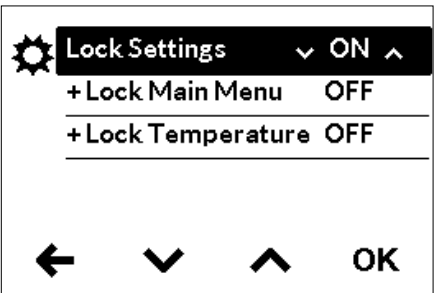 Lock Settings ON
+Lock Main Menu OFF
+Lock Temperature OFF
OK